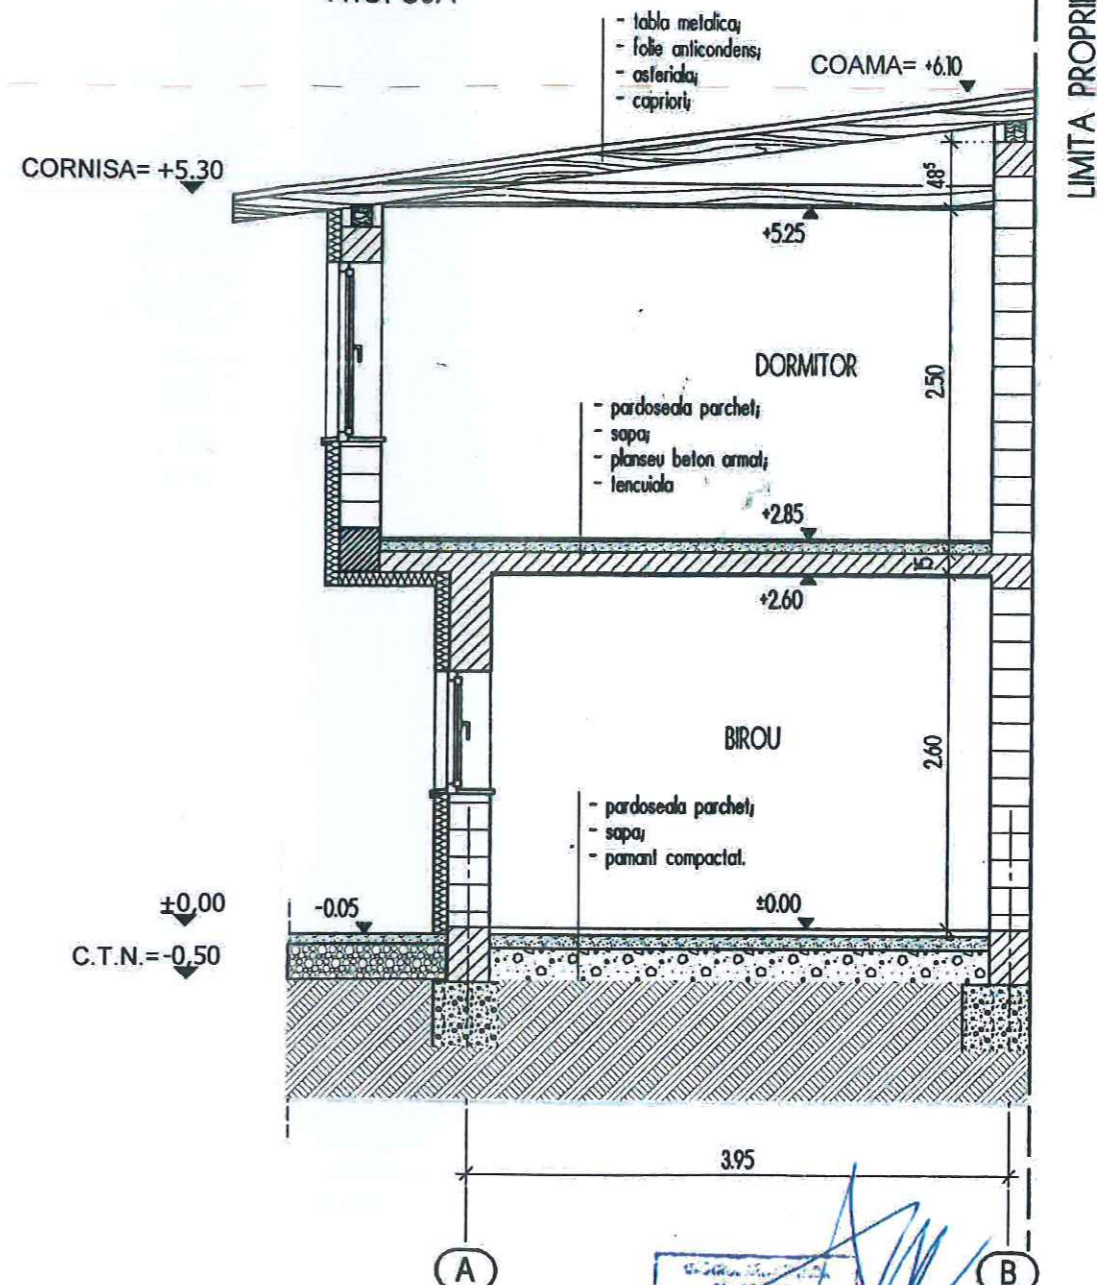 - tabla metalica;
- folie anticondens;
- asteriala;
- capriori;
COAMA= +6.10
LIMITA
CORNISA= +5.30
48⁵
+5.25
DORMITOR
2.50
- pardoseala parchet;
- sapa;
- planseu beton armat;
- tencuiala
+2.85
15
+2.60
BIROU
2.60
- pardoseala parchet;
- sapa;
- pamant compactat.
±0.00
-0.05
±0.00
C.T.N.=-0.50
3.95
A
B